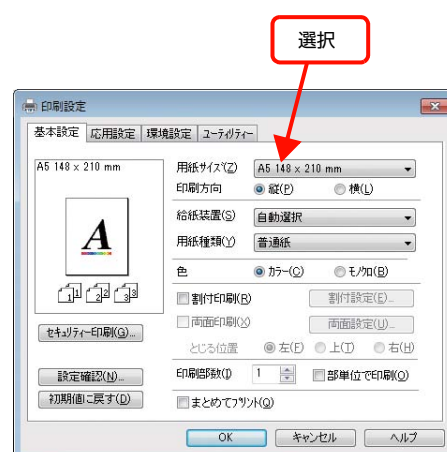 選択
印刷設定
基本設定 応用設定 環境設定 ユーティリティー
A5 148 x 210 mm
用紙サイズ(Z) A5 148 x 210 mm
印刷方向 縦(P) 横(L)
給紙装置(S) 自動選択
用紙種類(Y) 普通紙
A
色 カラー(C) モノクロ(B)
1 1 2 2 3 3
割付印刷(R) 割付設定(E)...
両面印刷(X) 両面設定(U)...
セキュリティー印刷(G)...
とじる位置 左(F) 上(T) 右(H)
設定確認(N)...
印刷部数(I) 1 部単位で印刷(O)
初期値に戻す(D)
まとめてプリント(Q)
OK キャンセル ヘルプ